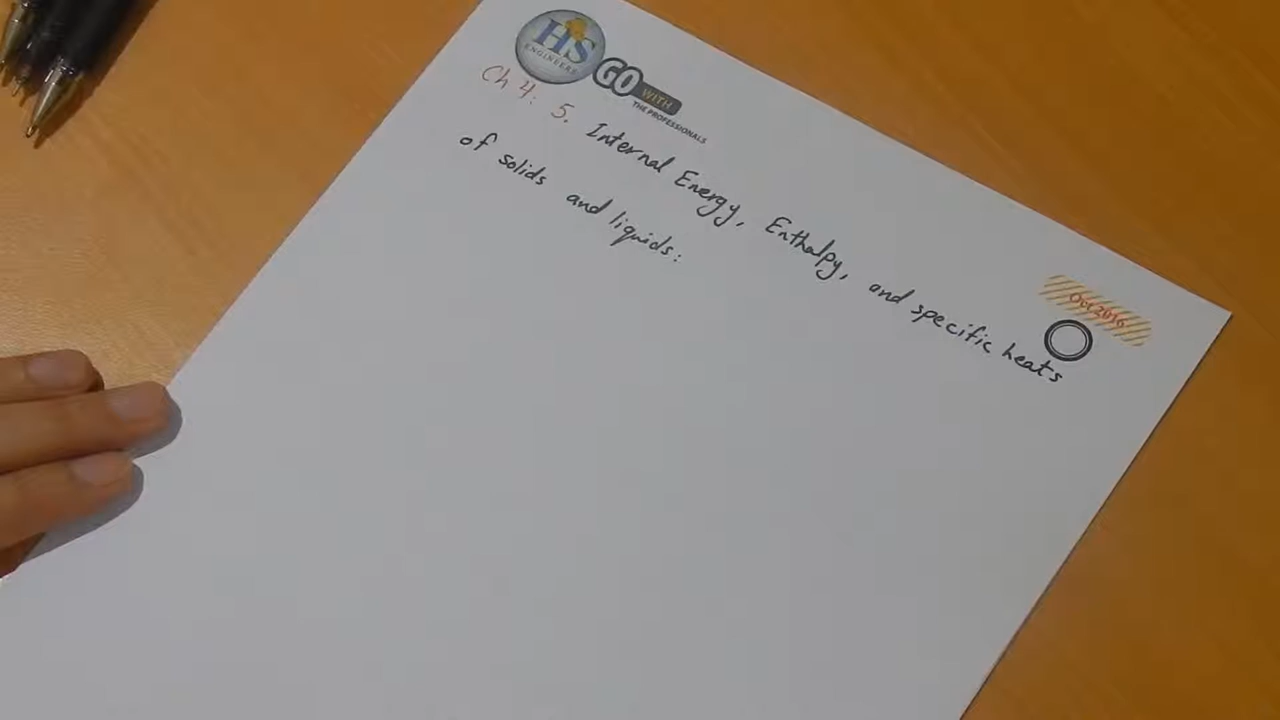 HS
ENGINEERS
GO WITH
THE PROFESSIONALS
Ch 4: 5. Internal Energy, Enthalpy, and specific heats
of solids and liquids:
Oct 2016